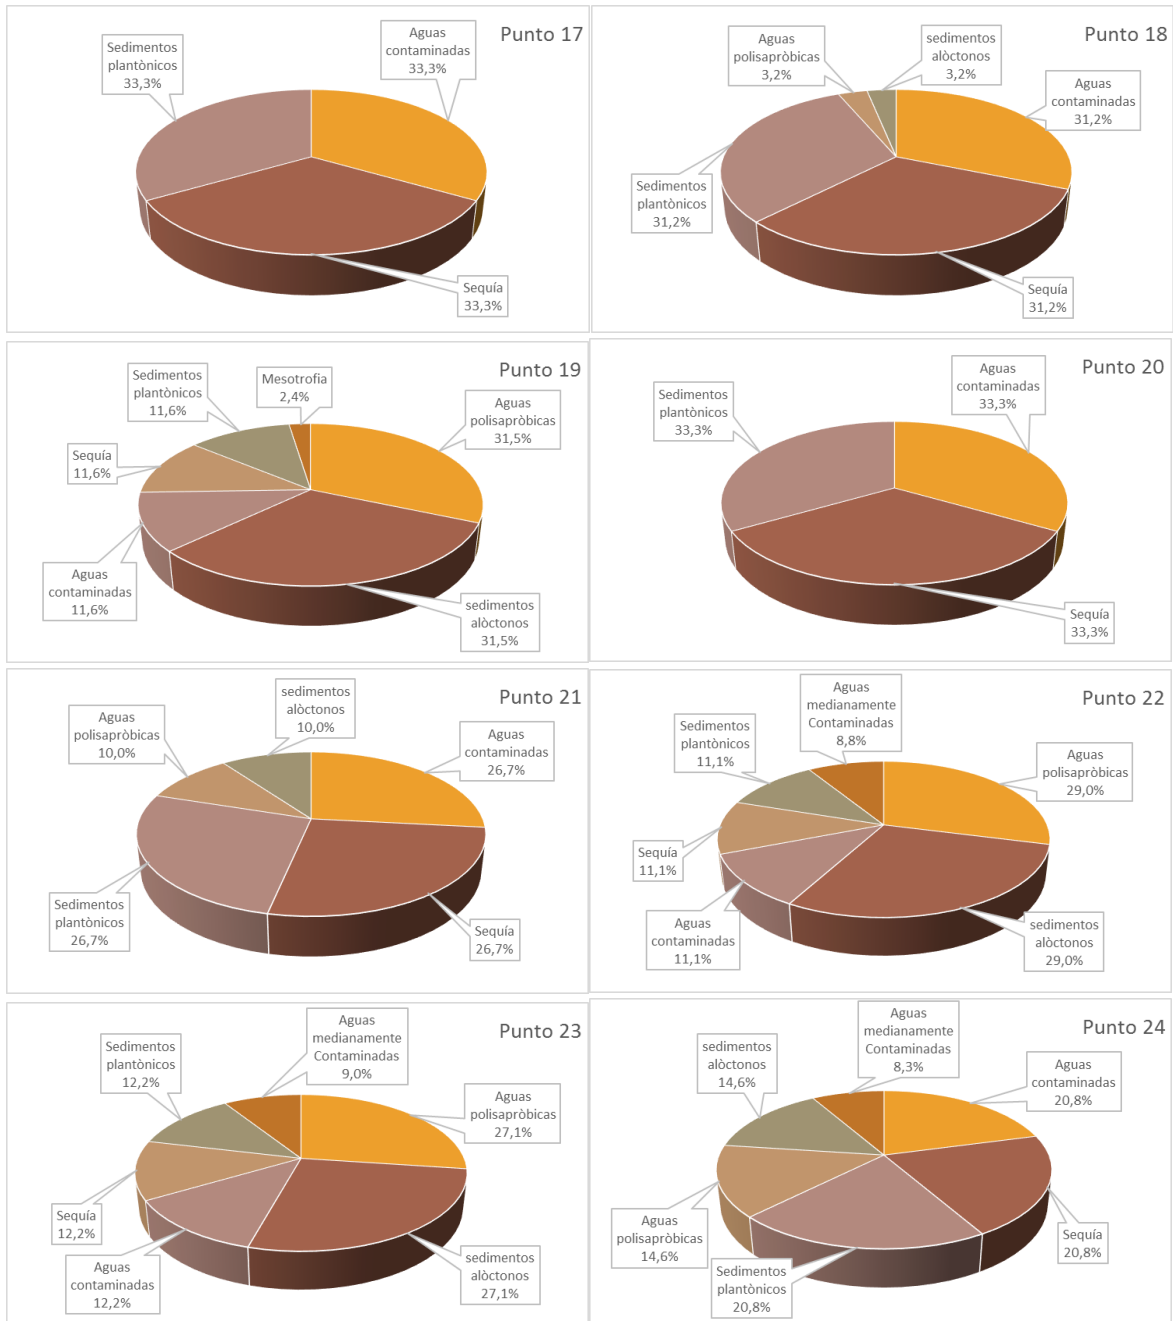 Punto 17
Sedimentos
plantònicos
33,3%
Aguas
contaminadas
33,3%
Sequía
33,3%
Punto 18
Aguas
polisapròbicas
3,2%
sedimentos
alòctonos
3,2%
Aguas
contaminadas
31,2%
Sedimentos
plantònicos
31,2%
Sequía
31,2%
Punto 19
Sedimentos
plantònicos
11,6%
Mesotrofia
2,4%
Aguas
polisapròbicas
31,5%
Sequía
11,6%
Aguas
contaminadas
11,6%
sedimentos
alòctonos
31,5%
Punto 20
Sedimentos
plantònicos
33,3%
Aguas
contaminadas
33,3%
Sequía
33,3%
Punto 21
Aguas
polisapròbicas
10,0%
sedimentos
alòctonos
10,0%
Aguas
contaminadas
26,7%
Sedimentos
plantònicos
26,7%
Sequía
26,7%
Punto 22
Sedimentos
plantònicos
11,1%
Aguas
medianamente
Contaminadas
8,8%
Aguas
polisapròbicas
29,0%
Sequía
11,1%
Aguas
contaminadas
11,1%
sedimentos
alòctonos
29,0%
Punto 23
Sedimentos
plantònicos
12,2%
Aguas
medianamente
Contaminadas
9,0%
Aguas
polisapròbicas
27,1%
Sequía
12,2%
Aguas
contaminadas
12,2%
sedimentos
alòctonos
27,1%
Punto 24
sedimentos
alòctonos
14,6%
Aguas
medianamente
Contaminadas
8,3%
Aguas
contaminadas
20,8%
Aguas
polisapròbicas
14,6%
Sedimentos
plantònicos
20,8%
Sequía
20,8%